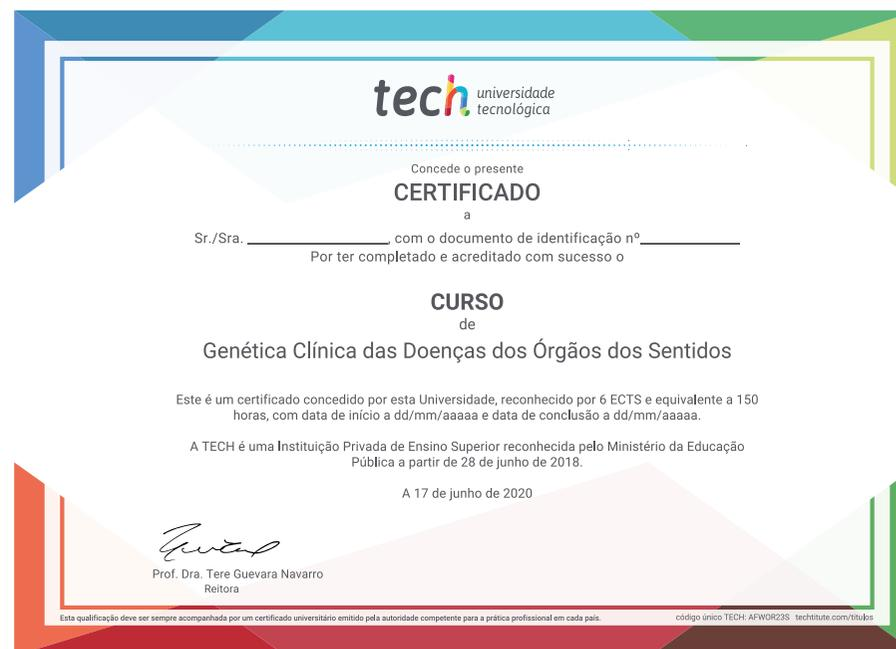 tech universidade
tecnológica
Concede o presente
CERTIFICADO
a
Sr./Sra. , com o documento de identificação nº
Por ter completado e acreditado com sucesso o
CURSO
de
Genética Clínica das Doenças dos Órgãos dos Sentidos
Este é um certificado concedido por esta Universidade, reconhecido por 6 ECTS e equivalente a 150
horas, com data de início a dd/mm/aaaaa e data de conclusão a dd/mm/aaaaa.
A TECH é uma Instituição Privada de Ensino Superior reconhecida pelo Ministério da Educação
Pública a partir de 28 de junho de 2018.
A 17 de junho de 2020
Prof. Dra. Tere Guevara Navarro
Reitora
Esta qualificação deve ser sempre acompanhada por um certificado universitário emitido pela autoridade competente para a prática profissional em cada país. código único TECH: AFWOR23S techtitute.com/titulos